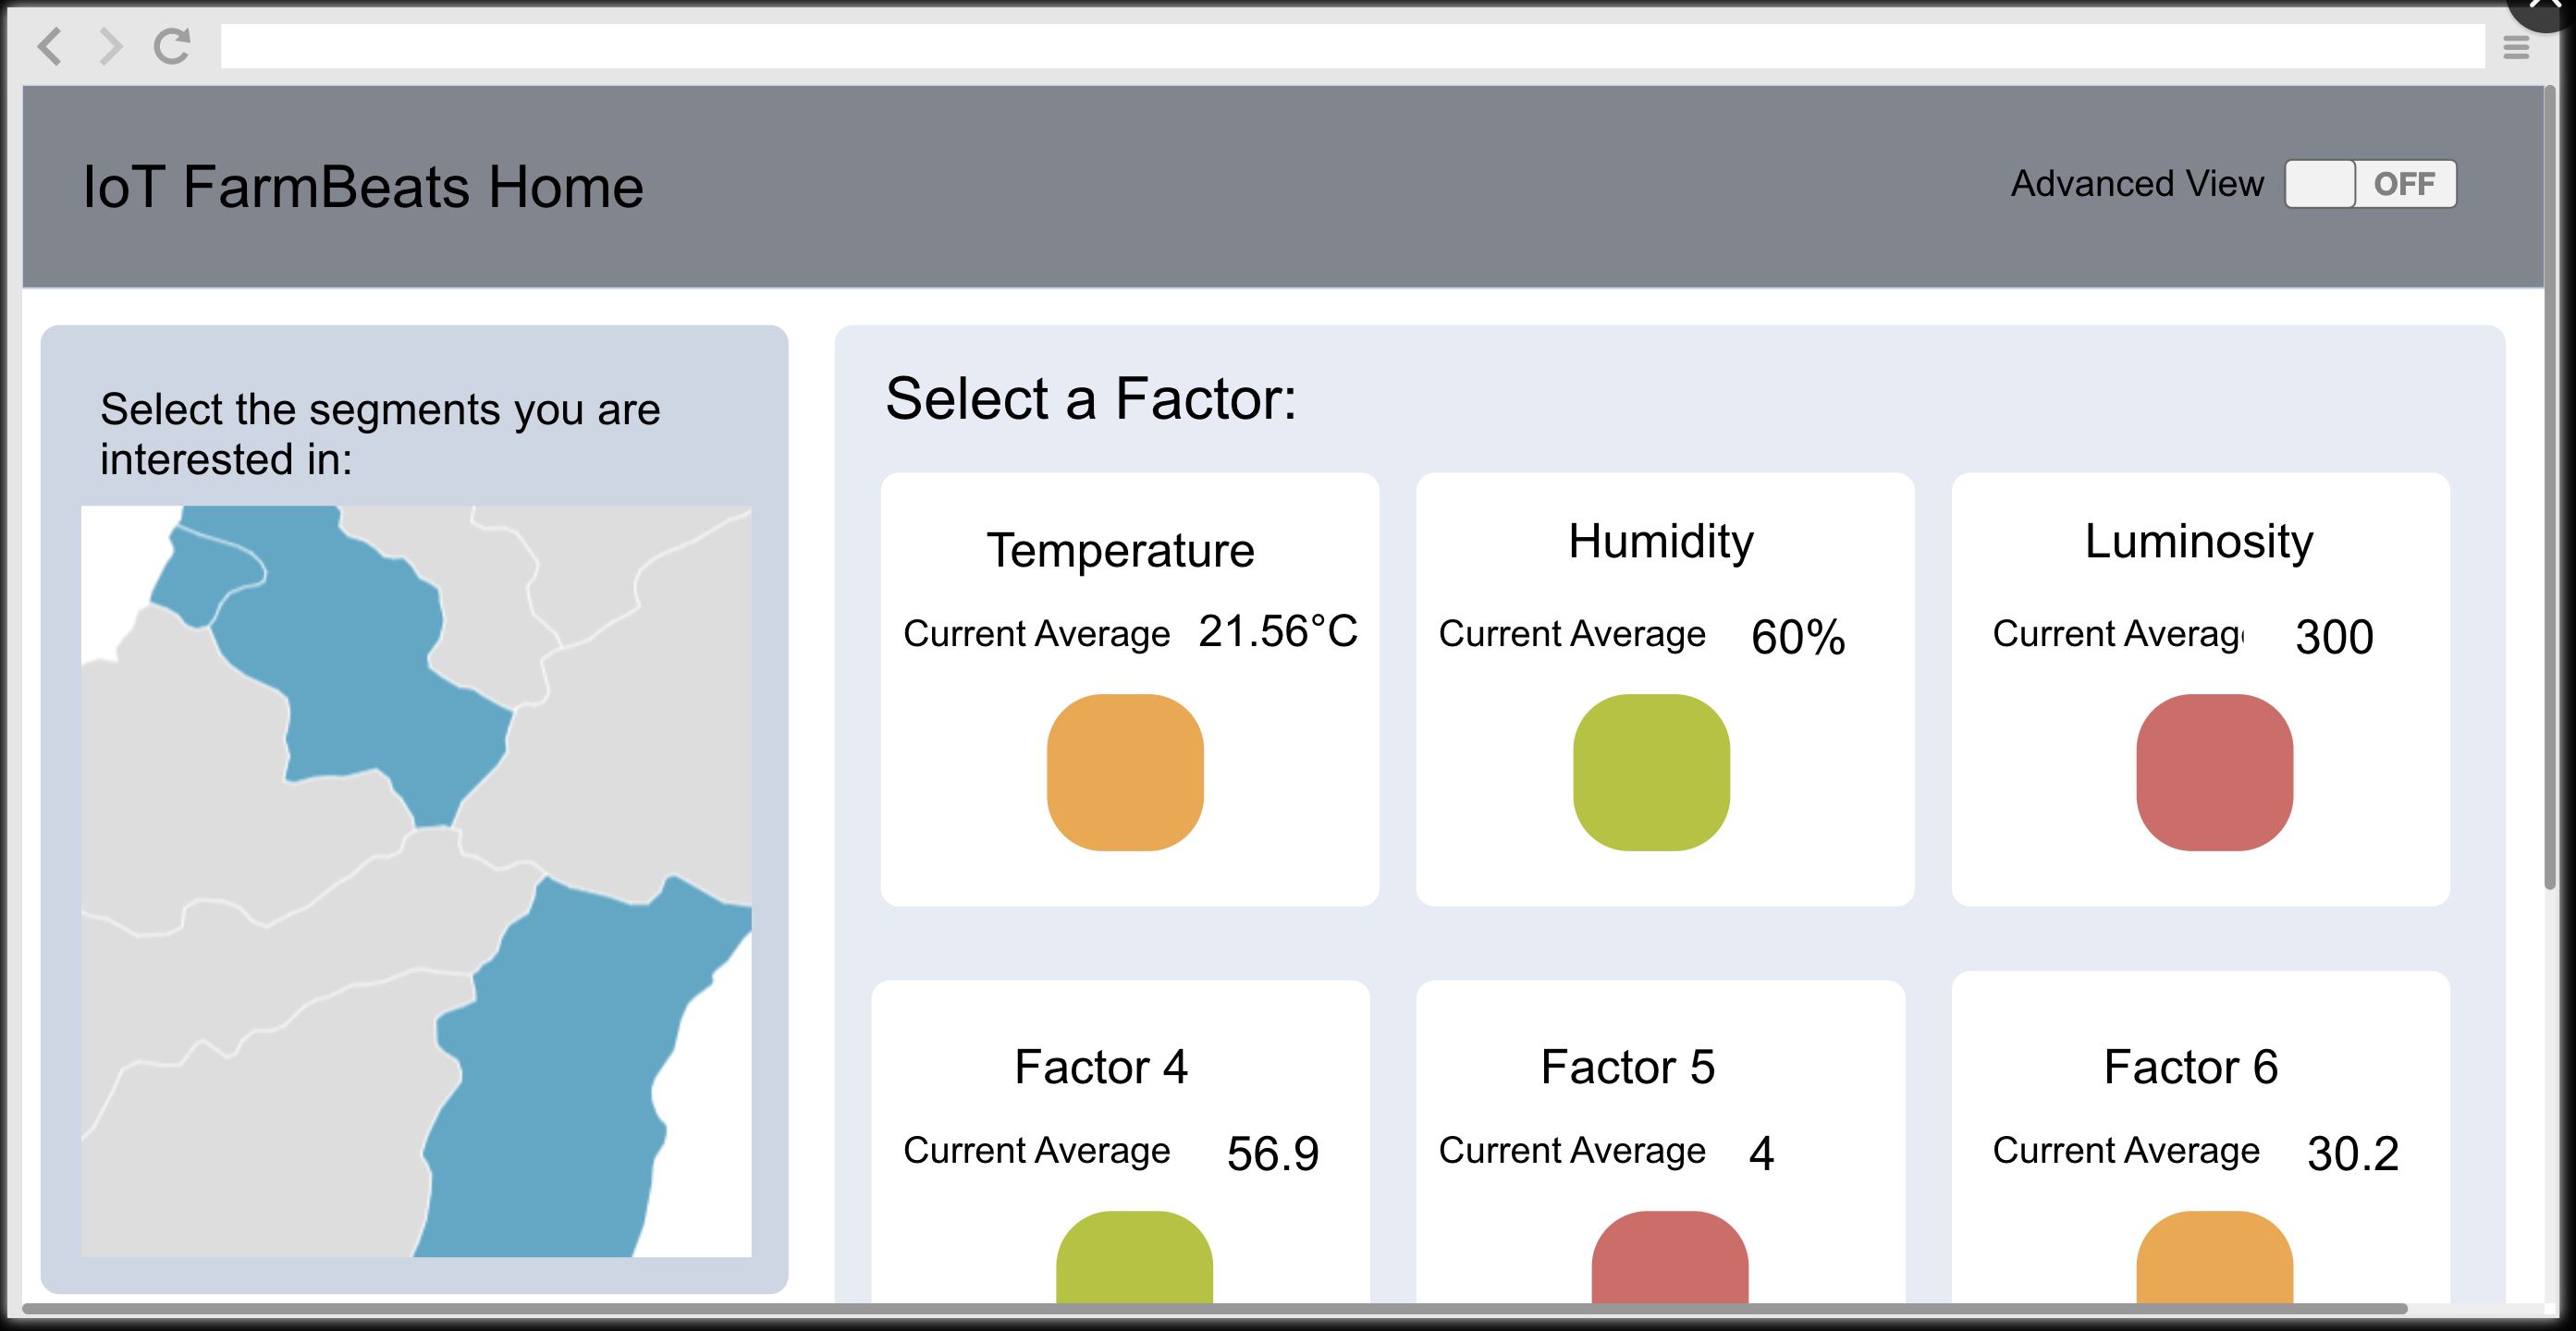 IoT FarmBeats Home
Advanced View
OFF
Select the segments you are
interested in:
Select a Factor:
Temperature
Current Average 21.56°C
Humidity
Current Average 60%
Luminosity
Current 300
Factor 4
Current Average 56.9
Factor 5
Current Average 4
Factor 6
Current Average 30.2